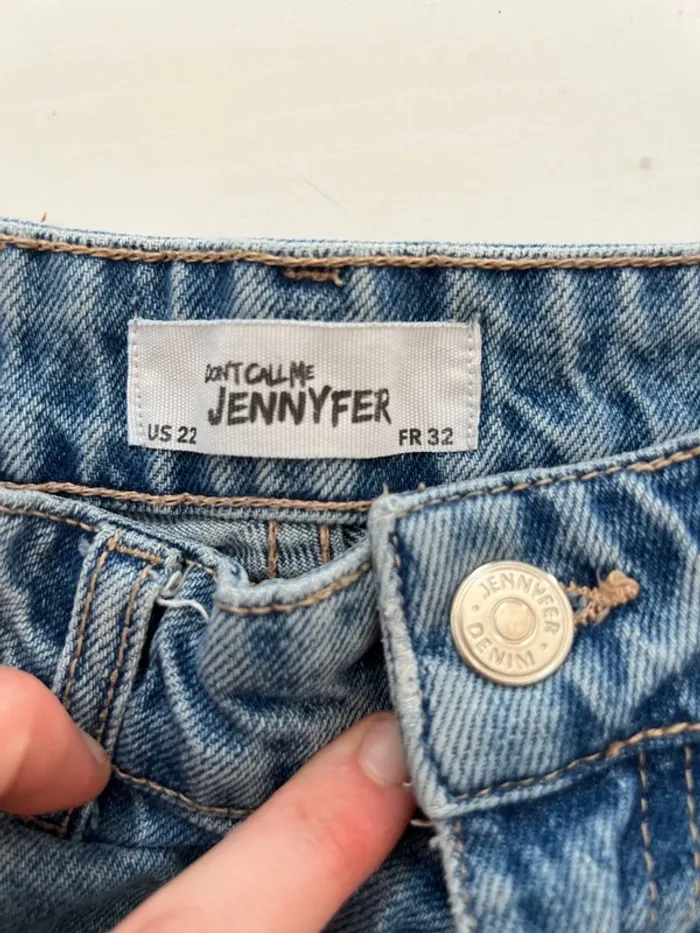 DON'T CALL ME
JENNYFER
US 22
FR 32
JENNYFER
DENIM